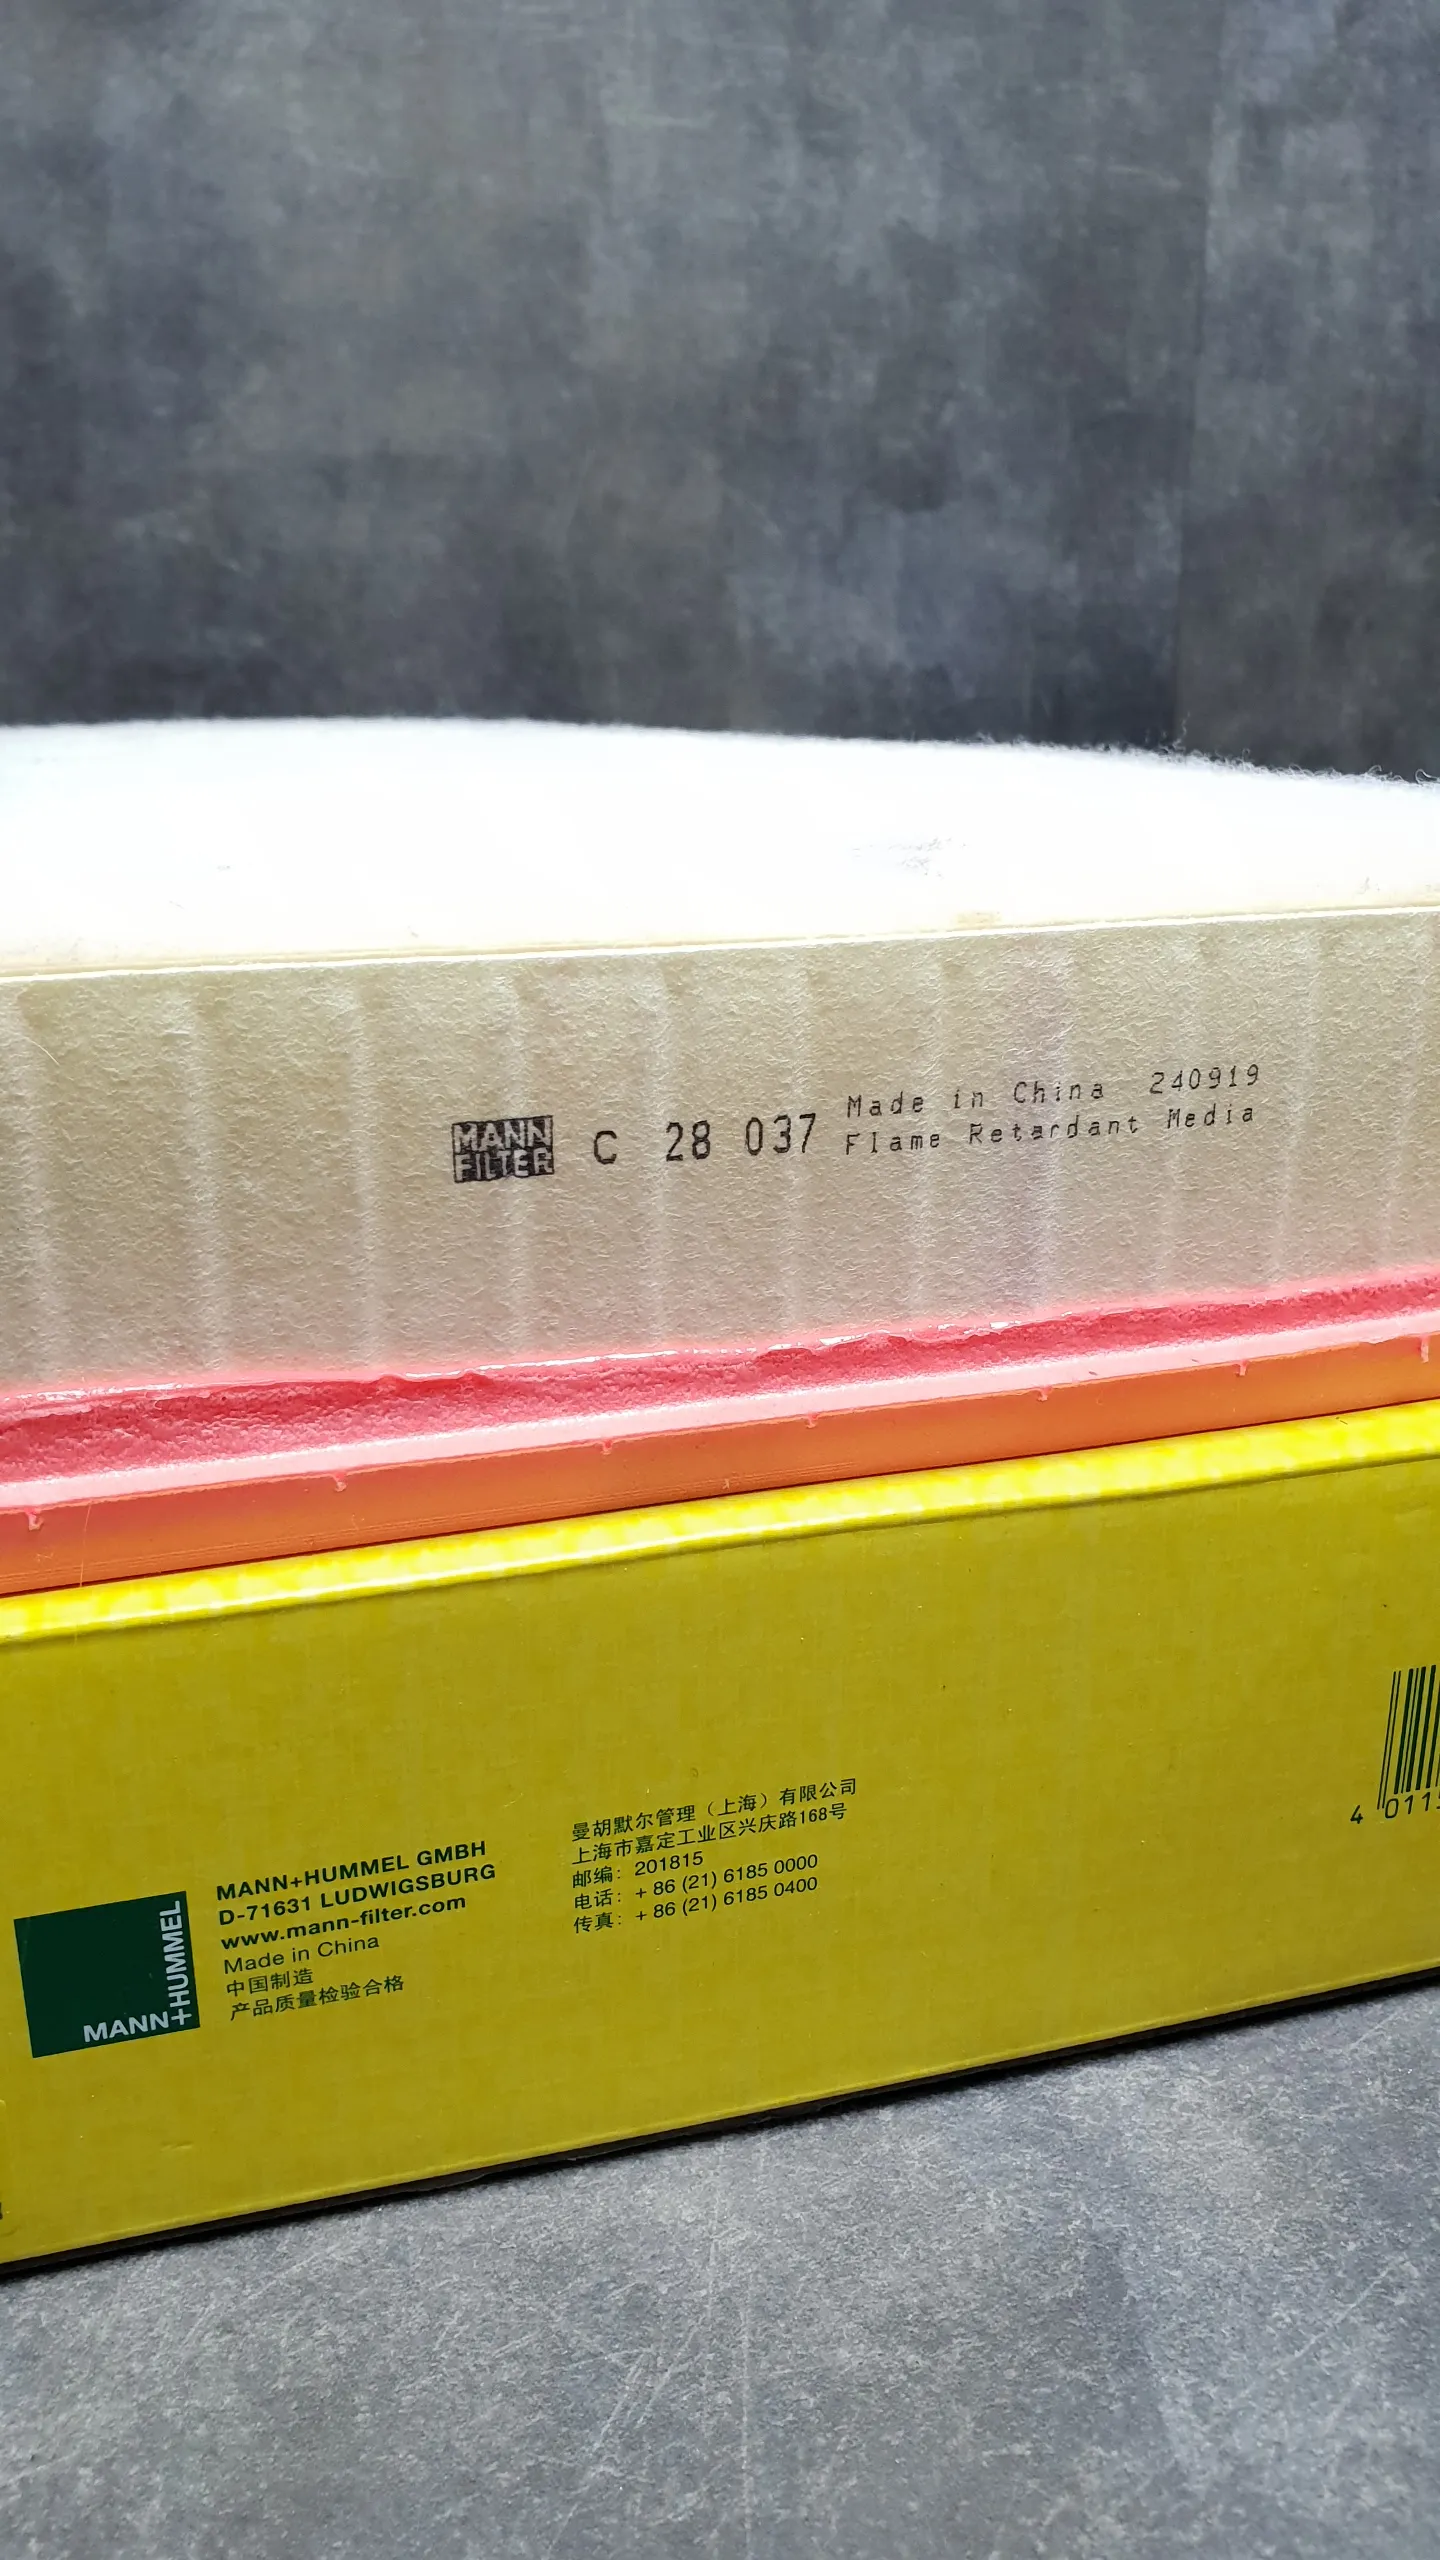 MANN
FILTER
C 28 037
Made in China 240919
Flame Retardant Media
MANN+HUMMEL
MANN+HUMMEL GMBH
D-71631 LUDWIGSBURG
www.mann-filter.com
Made in China
中国制造
产品质量检验合格
曼胡默尔管理（上海）有限公司
上海市嘉定工业区兴庆路168号
邮编：201815
电话：+ 86 (21) 6185 0000
传真：+ 86 (21) 6185 0400
4 011